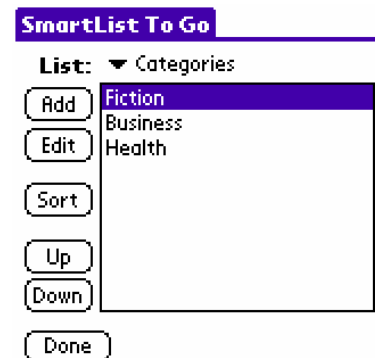 SmartList To Go
List: Categories
Add
Fiction
Business
Edit
Health
Sort
Up
Down
Done